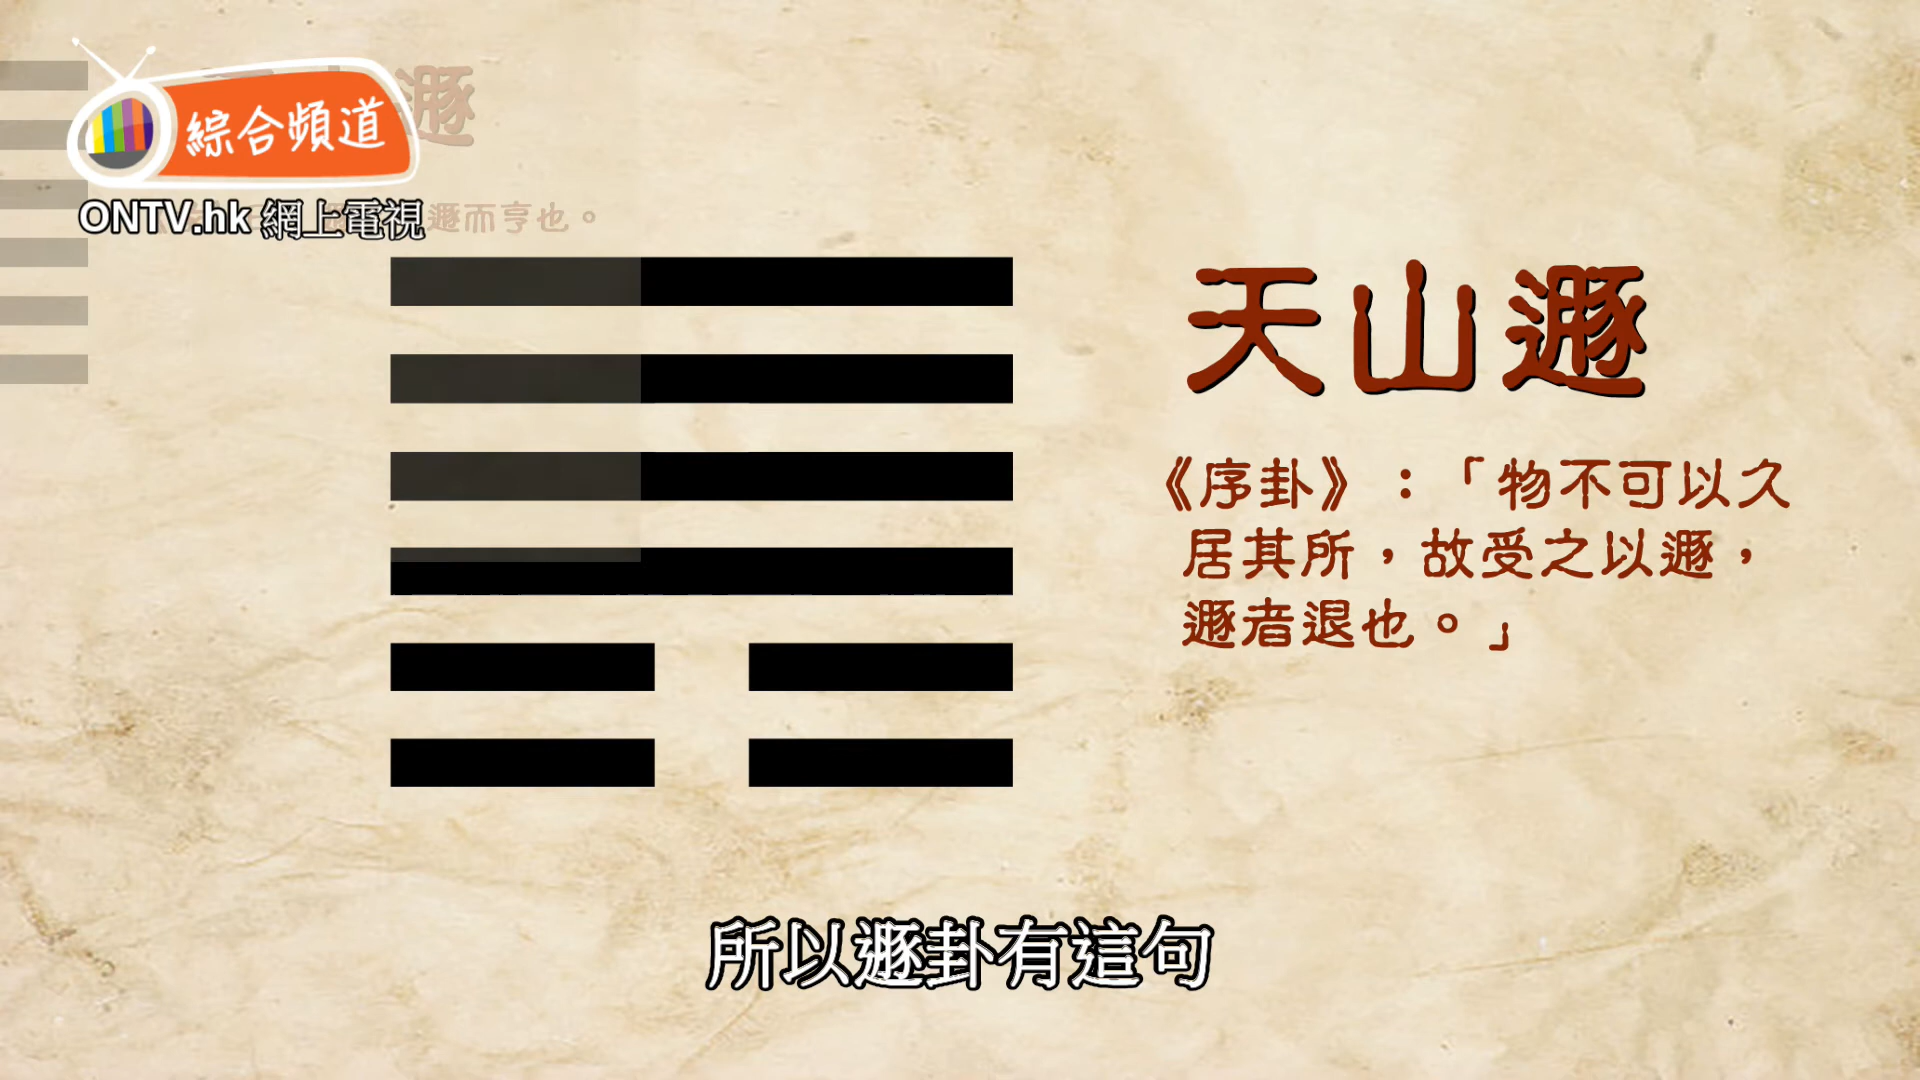 綜合頻道
ONTV.hk 網上電視
遯
遯而亨也。
天山遯
《序卦》：「物不可以久
居其所，故受之以遯，
遯者退也。」
所以遯卦有這句